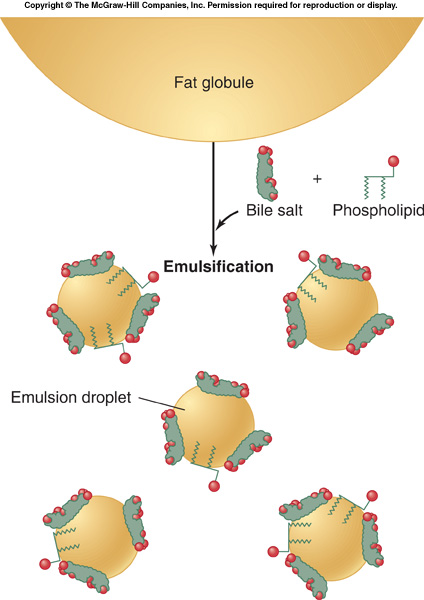 Copyright © The McGraw-Hill Companies, Inc. Permission required for reproduction or display.
Fat globule
+
Bile salt
Phospholipid
Emulsification
Emulsion droplet